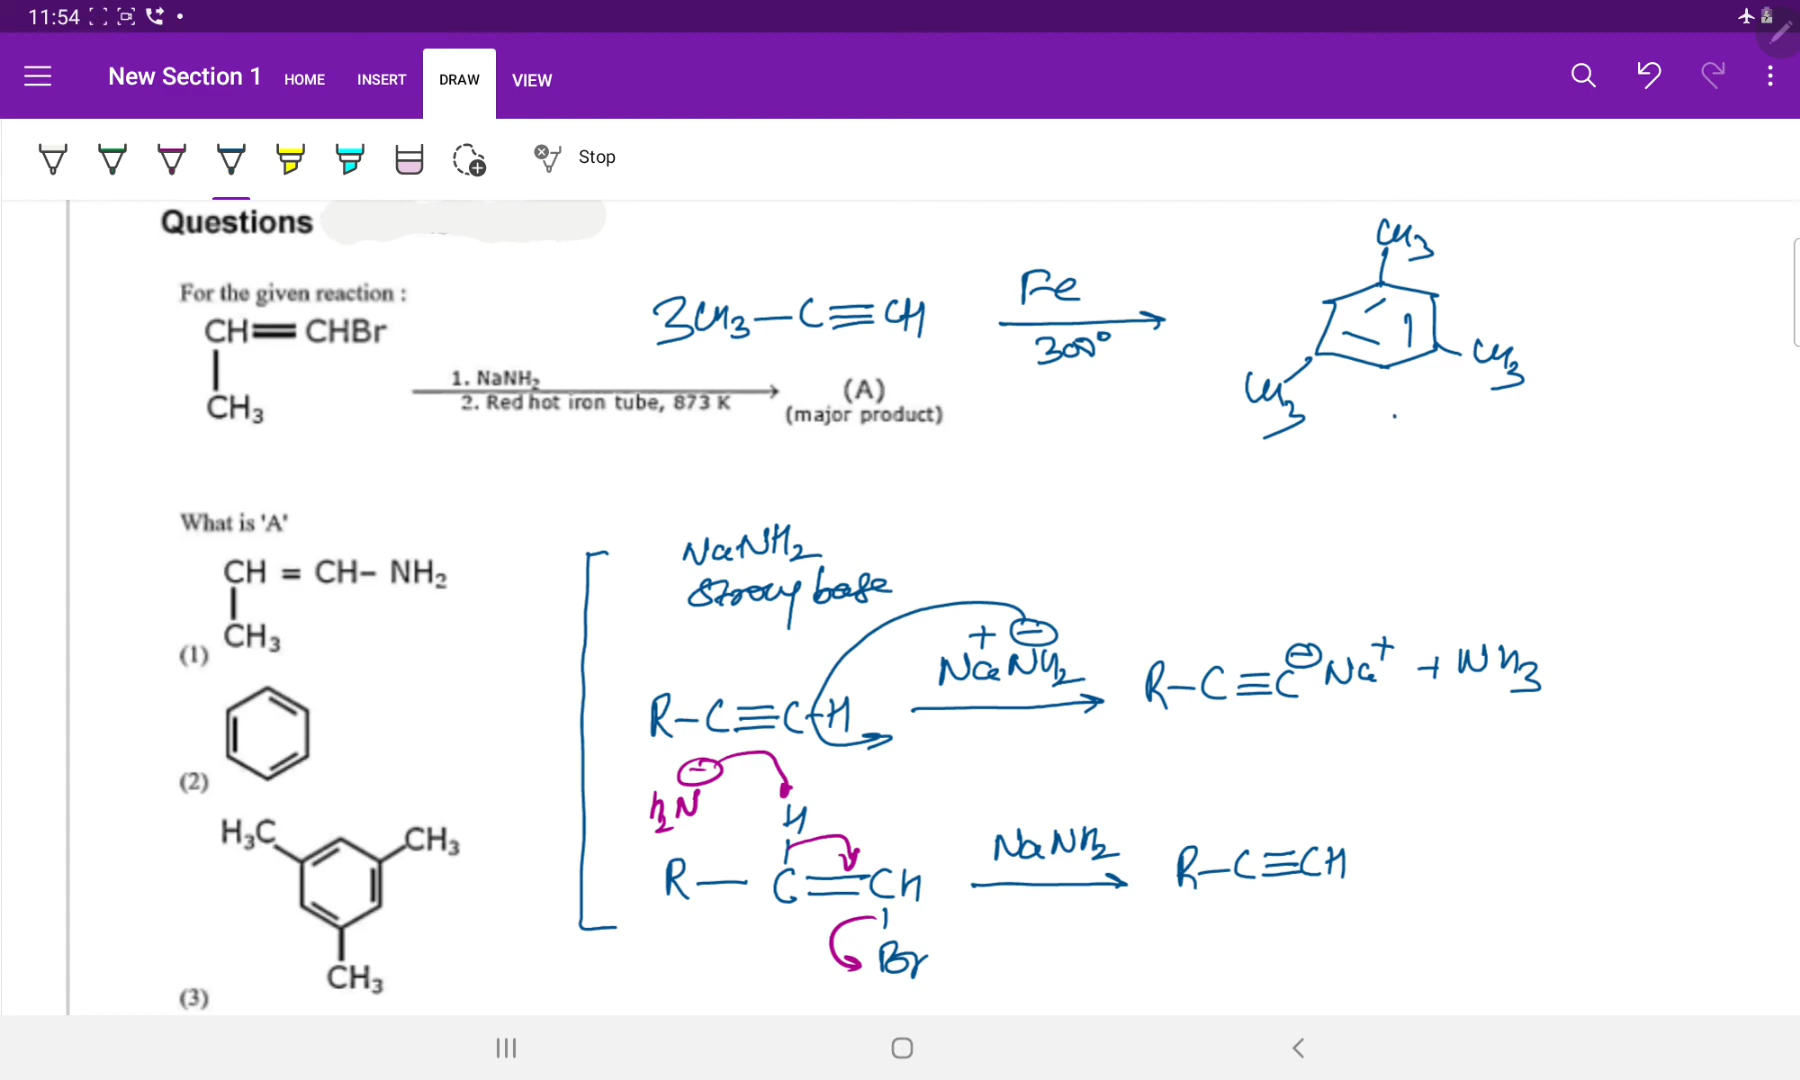 11:54
New Section 1 HOME INSERT DRAW VIEW
Stop
Questions
For the given reaction :
CH=CHBr
CH₃
1. NaNH₂
2. Red hot iron tube, 873 K
(A)
(major product)
3CH₃-C≡CH
Fe
300°
CH₃
CH₃
CH₃
What is 'A'
CH = CH- NH₂
CH₃
(1)
(2)
H₃C CH₃
CH₃
(3)
NaNH₂
Strong base
R-C≡C-H
+ -
NaNH₂
R-C≡C⊖Na⁺ + NH₃
⊖
H₂N
H
R-C=CH
Br
NaNH₂
R-C≡CH